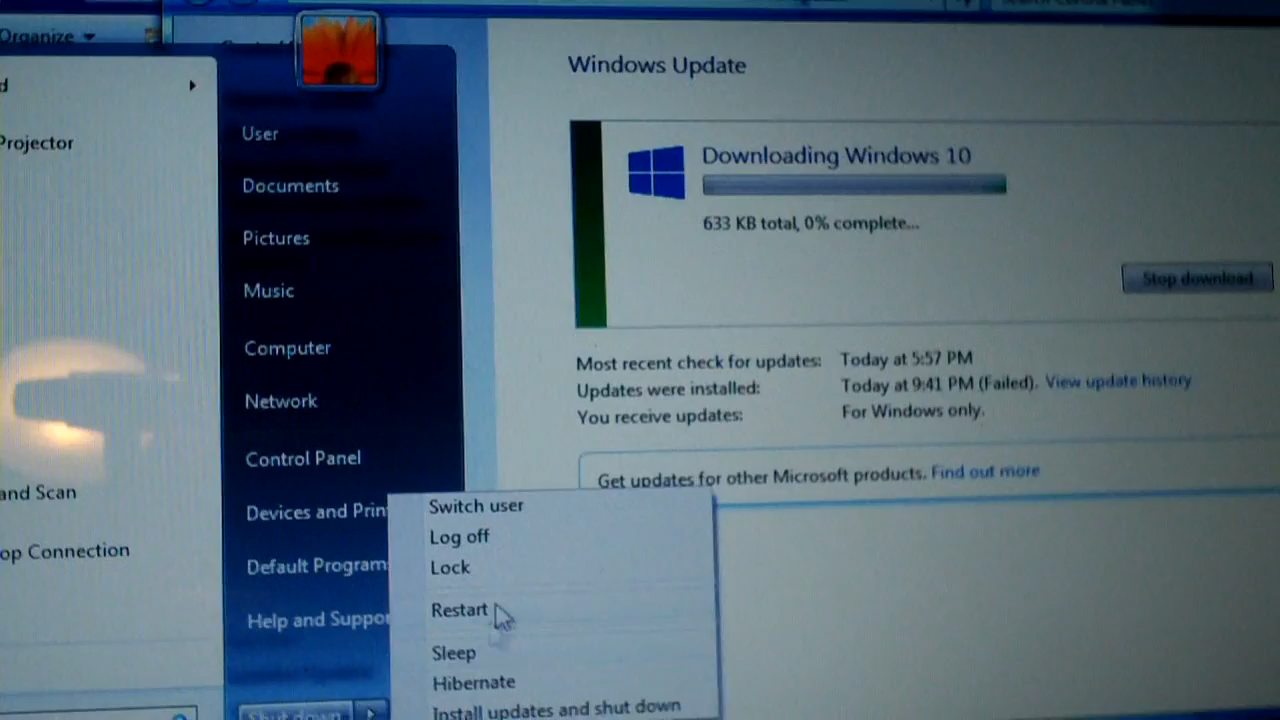 Organize
Projector
and Scan
op Connection
User
Documents
Pictures
Music
Computer
Network
Control Panel
Devices and Prin
Default Program
Help and Suppo
Shut down
Switch user
Log off
Lock
Restart
Sleep
Hibernate
Install updates and shut down
Windows Update
Downloading Windows 10
633 KB total, 0% complete...
Stop download
Most recent check for updates: Today at 5:57 PM
Updates were installed: Today at 9:41 PM (Failed). View update history
You receive updates: For Windows only.
Get updates for other Microsoft products. Find out more